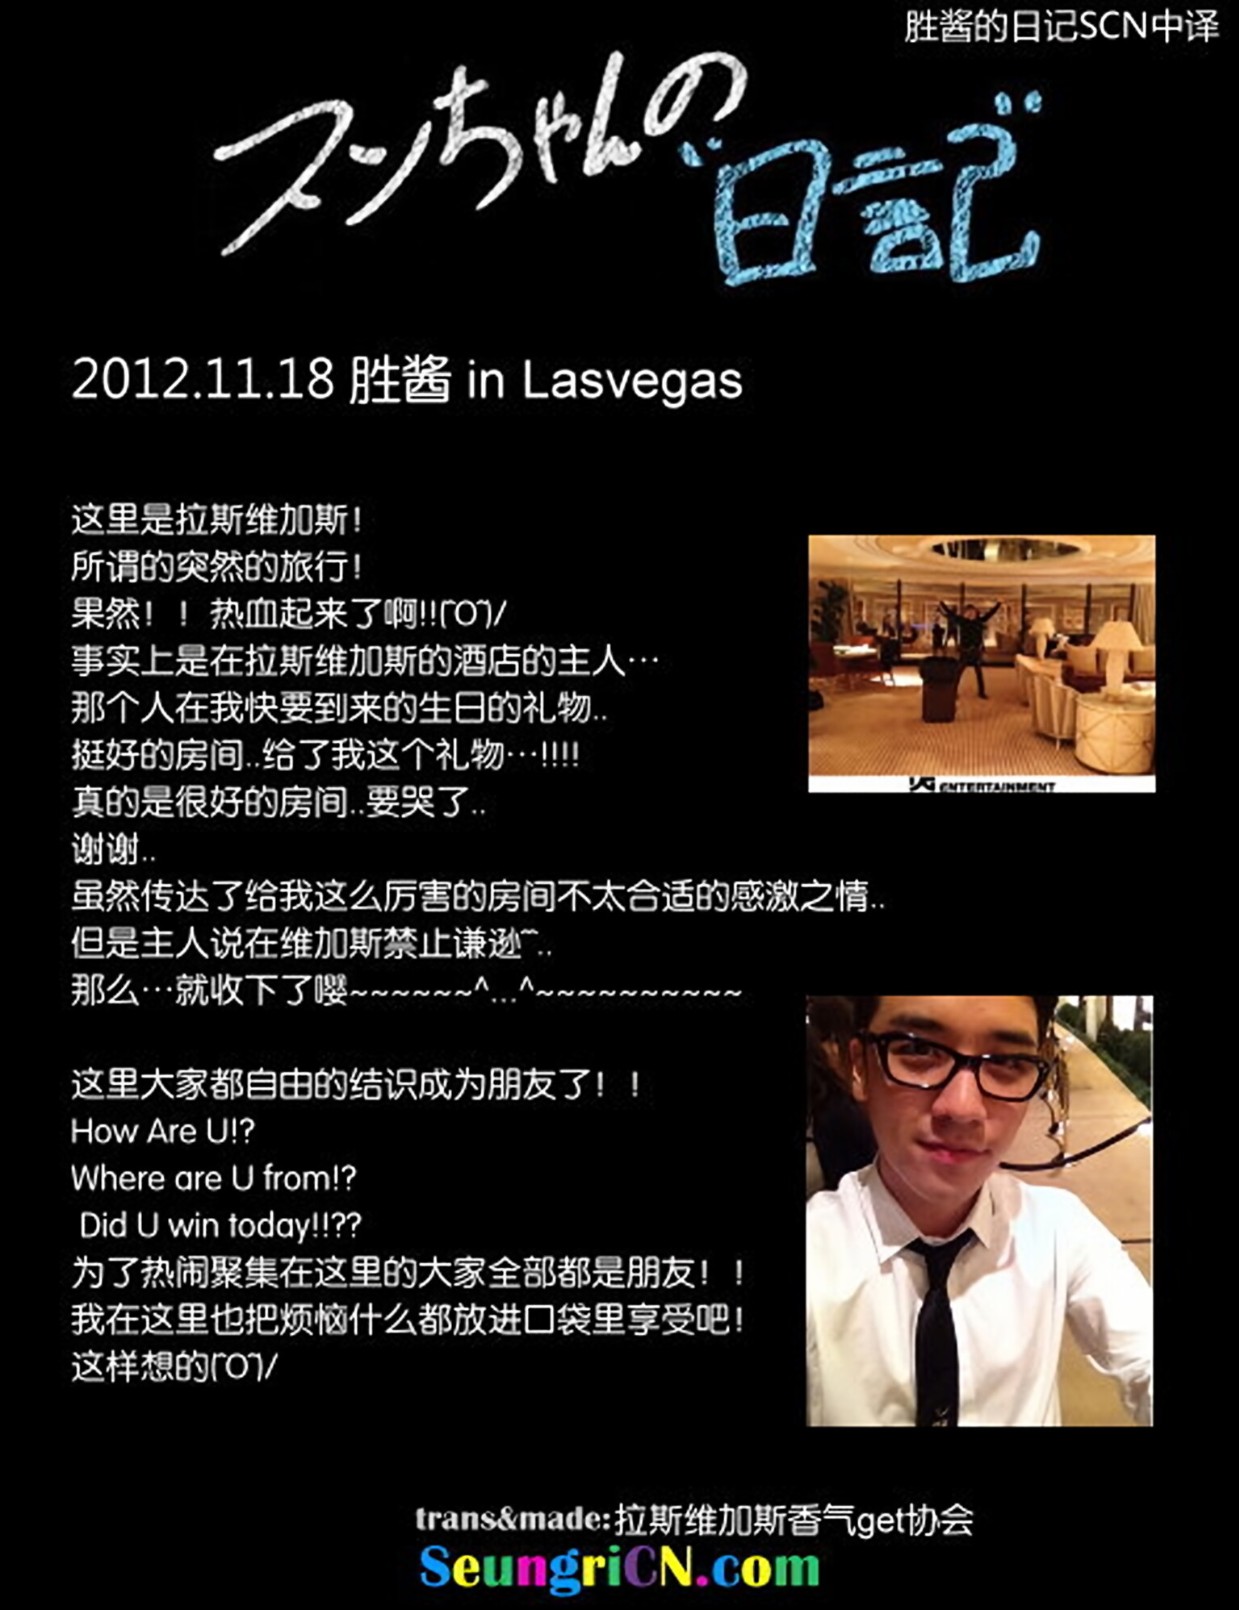 胜酱的日记SCN中译
スンちゃんの
日記
2012.11.18 胜酱 in Lasvegas
这里是拉斯维加斯！
所谓的突然的旅行！
果然！！热血起来了啊!!(˘O˘)/
事实上是在拉斯维加斯的酒店的主人…
那个人在我快要到来的生日的礼物..
挺好的房间..给了我这个礼物…!!!!
真的是很好的房间..要哭了..
谢谢..
虽然传达了给我这么厉害的房间不太合适的感激之情..
但是主人说在维加斯禁止谦逊~~..
那么…就收下了嘤~~~~~~^...^~~~~~~~~~~
YG ENTERTAINMENT
这里大家都自由的结识成为朋友了！！
How Are U!?
Where are U from!?
Did U win today!!??
为了热闹聚集在这里的大家全部都是朋友！！
我在这里也把烦恼什么都放进口袋里享受吧！
这样想的(˘O˘)/
trans&made:拉斯维加斯香气get协会
SeungriCN.com